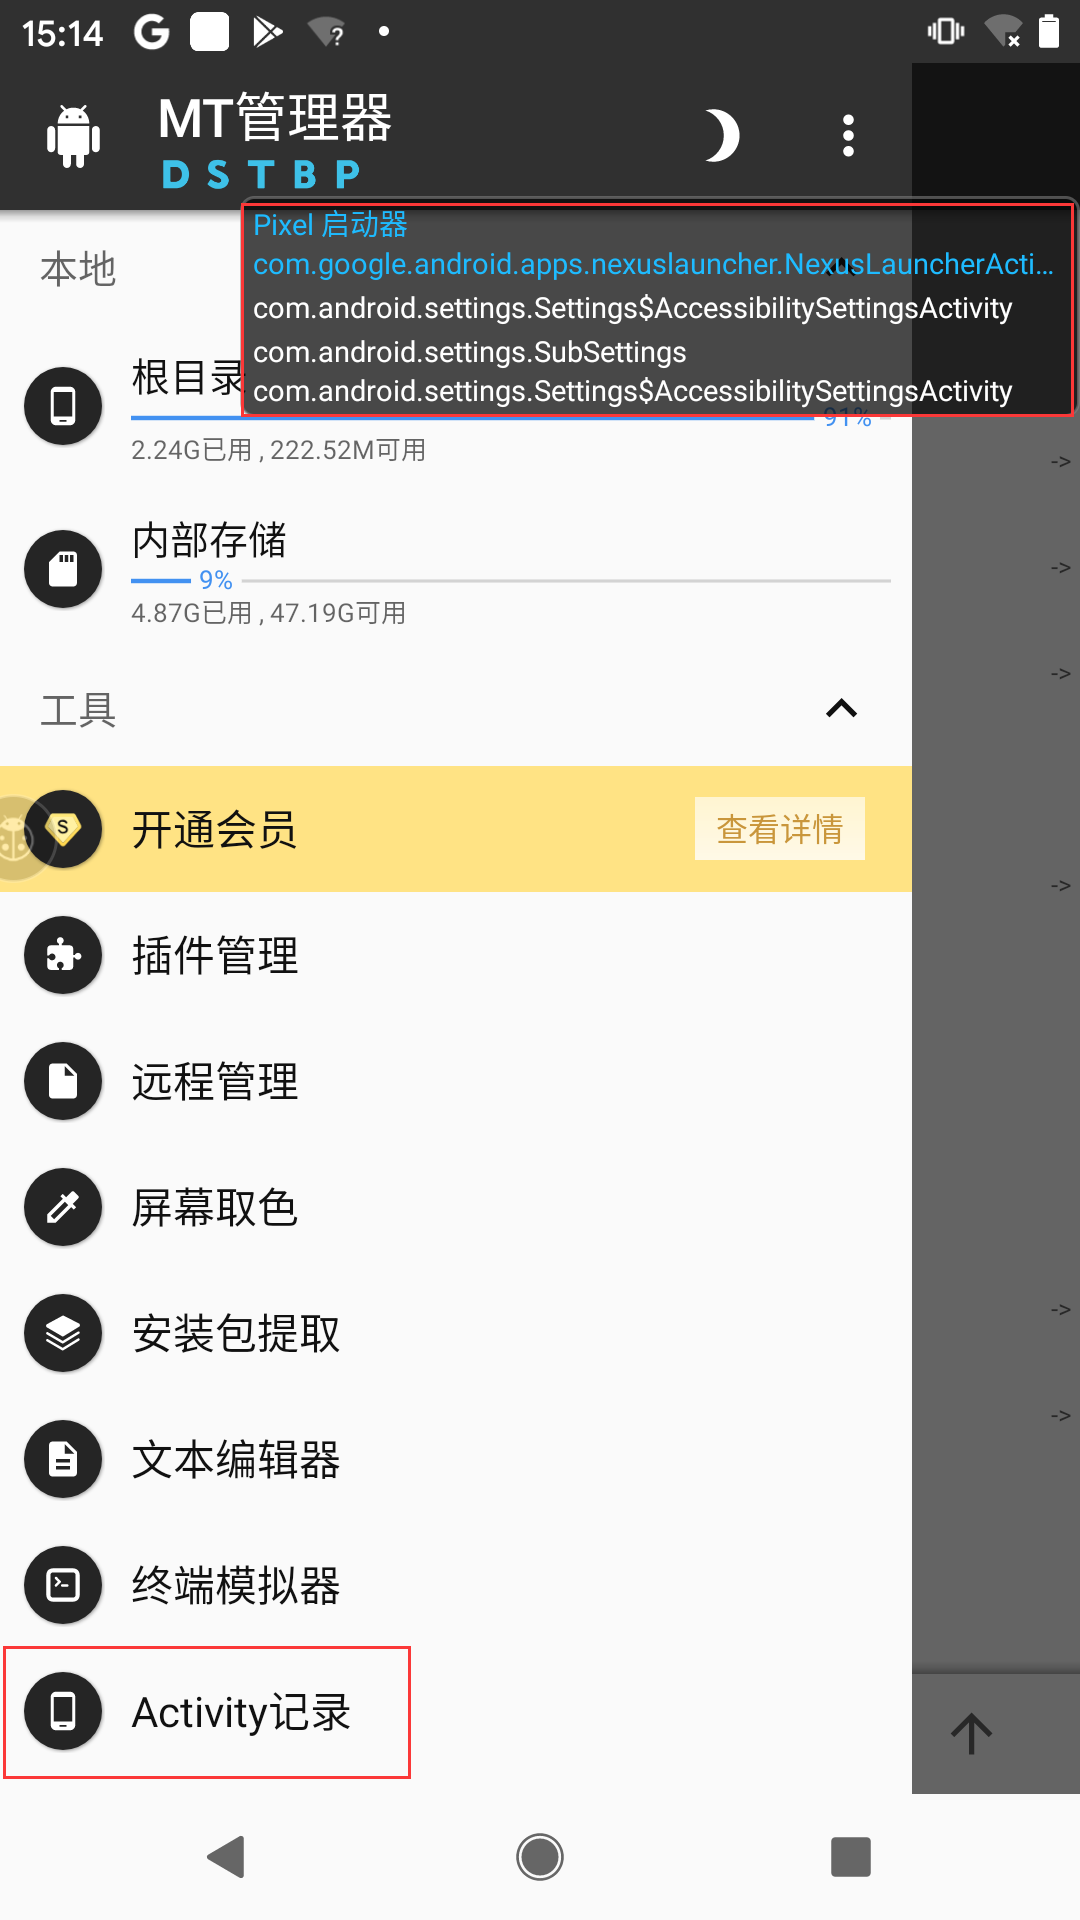 15:14
MT管理器
DSTBP
Pixel 启动器
com.google.android.apps.nexuslauncher.NexusLauncherActi...
com.android.settings.Settings$AccessibilitySettingsActivity
com.android.settings.SubSettings
com.android.settings.Settings$AccessibilitySettingsActivity
本地
根目录
91%
2.24G已用 , 222.52M可用
->
内部存储
9%
->
4.87G已用 , 47.19G可用
->
工具
开通会员
查看详情
->
插件管理
远程管理
屏幕取色
->
安装包提取
->
文本编辑器
终端模拟器
Activity记录